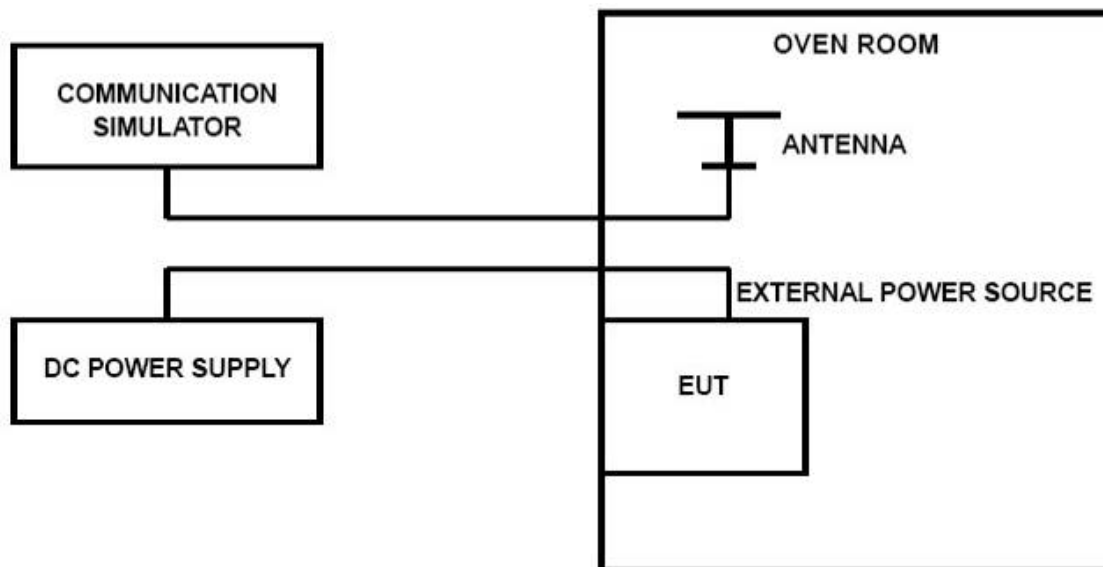 OVEN ROOM
COMMUNICATION
SIMULATOR
ANTENNA
EXTERNAL POWER SOURCE
DC POWER SUPPLY
EUT